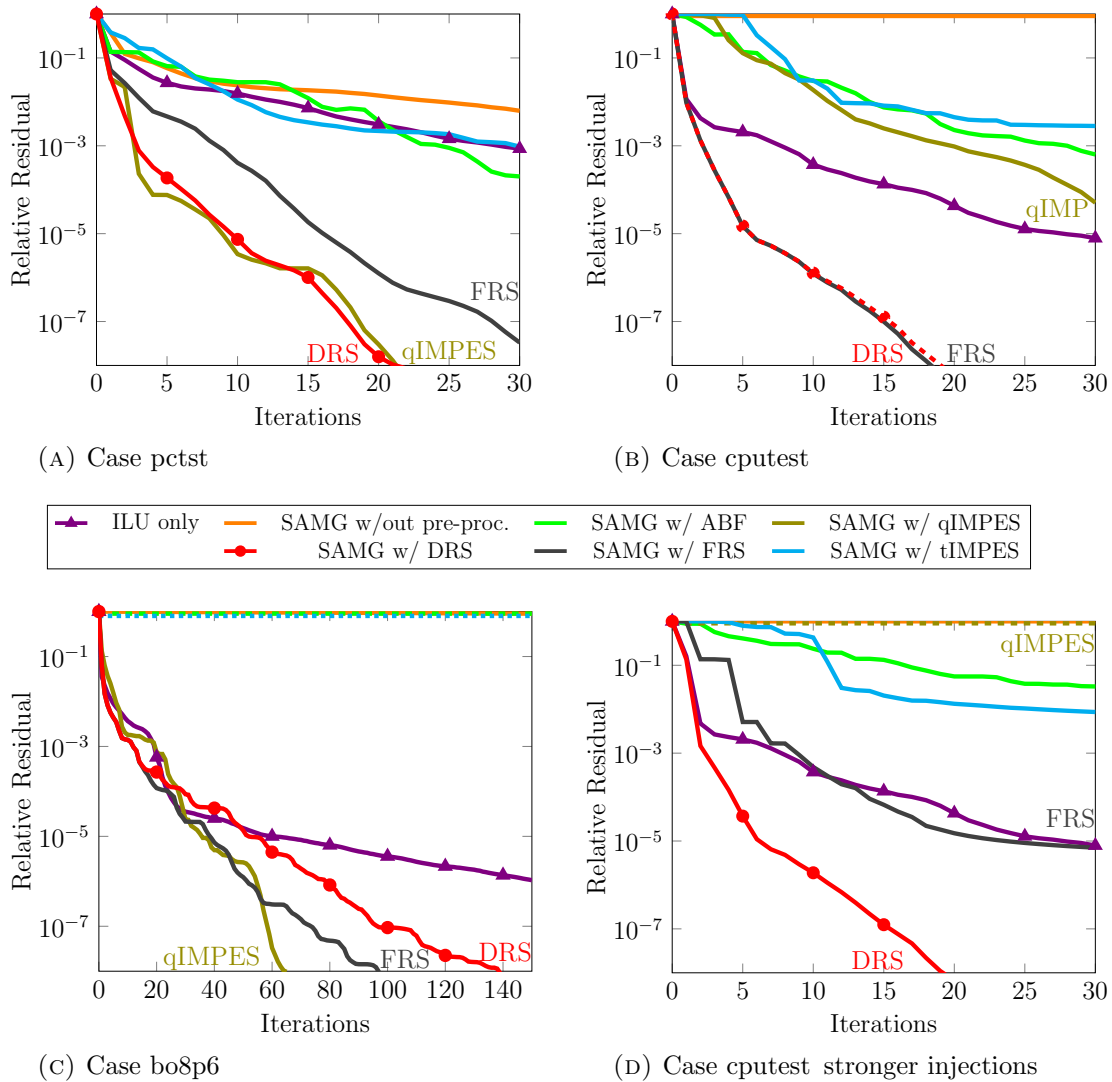 10^{-1}
10^{-3}
10^{-5}
10^{-7}
Relative Residual
FRS
DRS
qIMPES
0 5 10 15 20 25 30
Iterations
(A) Case pctst
10^{-1}
10^{-3}
10^{-5}
10^{-7}
Relative Residual
qIMP
DRS
FRS
0 5 10 15 20 25 30
Iterations
(B) Case cputest
ILU only SAMG w/out pre-proc. SAMG w/ ABF SAMG w/ qIMPES
SAMG w/ DRS SAMG w/ FRS SAMG w/ tIMPES
10^{-1}
10^{-3}
10^{-5}
10^{-7}
Relative Residual
qIMPES
FRS
DRS
0 20 40 60 80 100 120 140
Iterations
(C) Case bo8p6
10^{-1}
10^{-3}
10^{-5}
10^{-7}
Relative Residual
qIMPES
FRS
DRS
0 5 10 15 20 25 30
Iterations
(D) Case cputest stronger injections